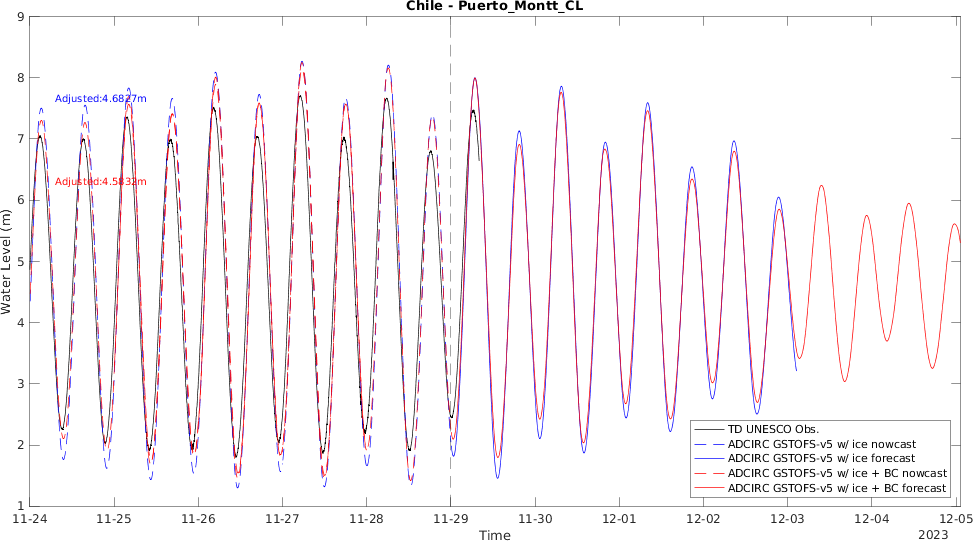 Chile - Puerto_Montt_CL
9
8
7
6
5
4
3
2
1
Water Level (m)
Adjusted:4.6827m
Adjusted:4.5832m
TD UNESCO Obs.
ADCIRC GSTOFS-v5 w/ ice nowcast
ADCIRC GSTOFS-v5 w/ ice forecast
ADCIRC GSTOFS-v5 w/ ice + BC nowcast
ADCIRC GSTOFS-v5 w/ ice + BC forecast
11-24 11-25 11-26 11-27 11-28 11-29 11-30 12-01 12-02 12-03 12-04 12-05
Time
2023